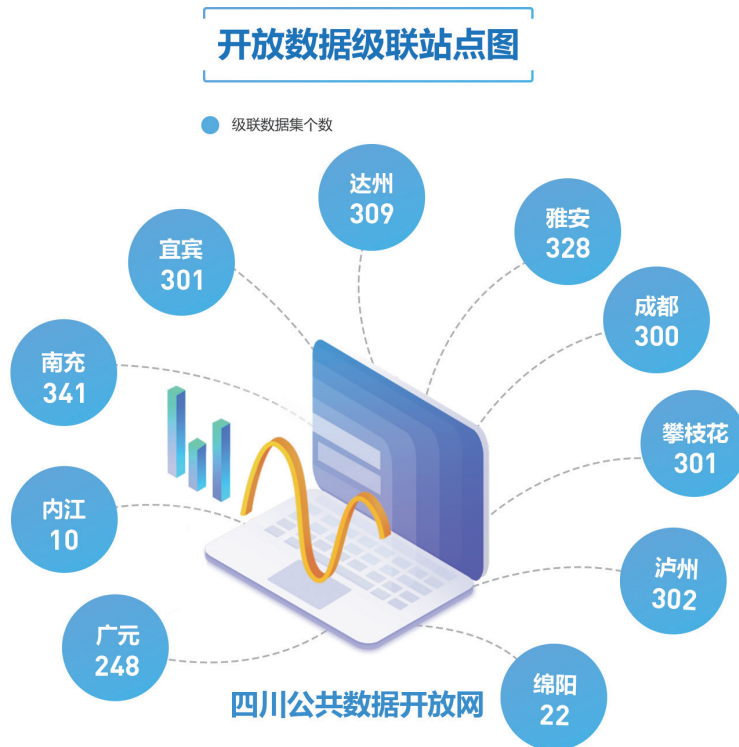 开放数据级联站点图
级联数据集个数
达州
309
雅安
328
宜宾
301
成都
300
南充
341
攀枝花
301
内江
10
泸州
302
广元
248
绵阳
22
四川公共数据开放网